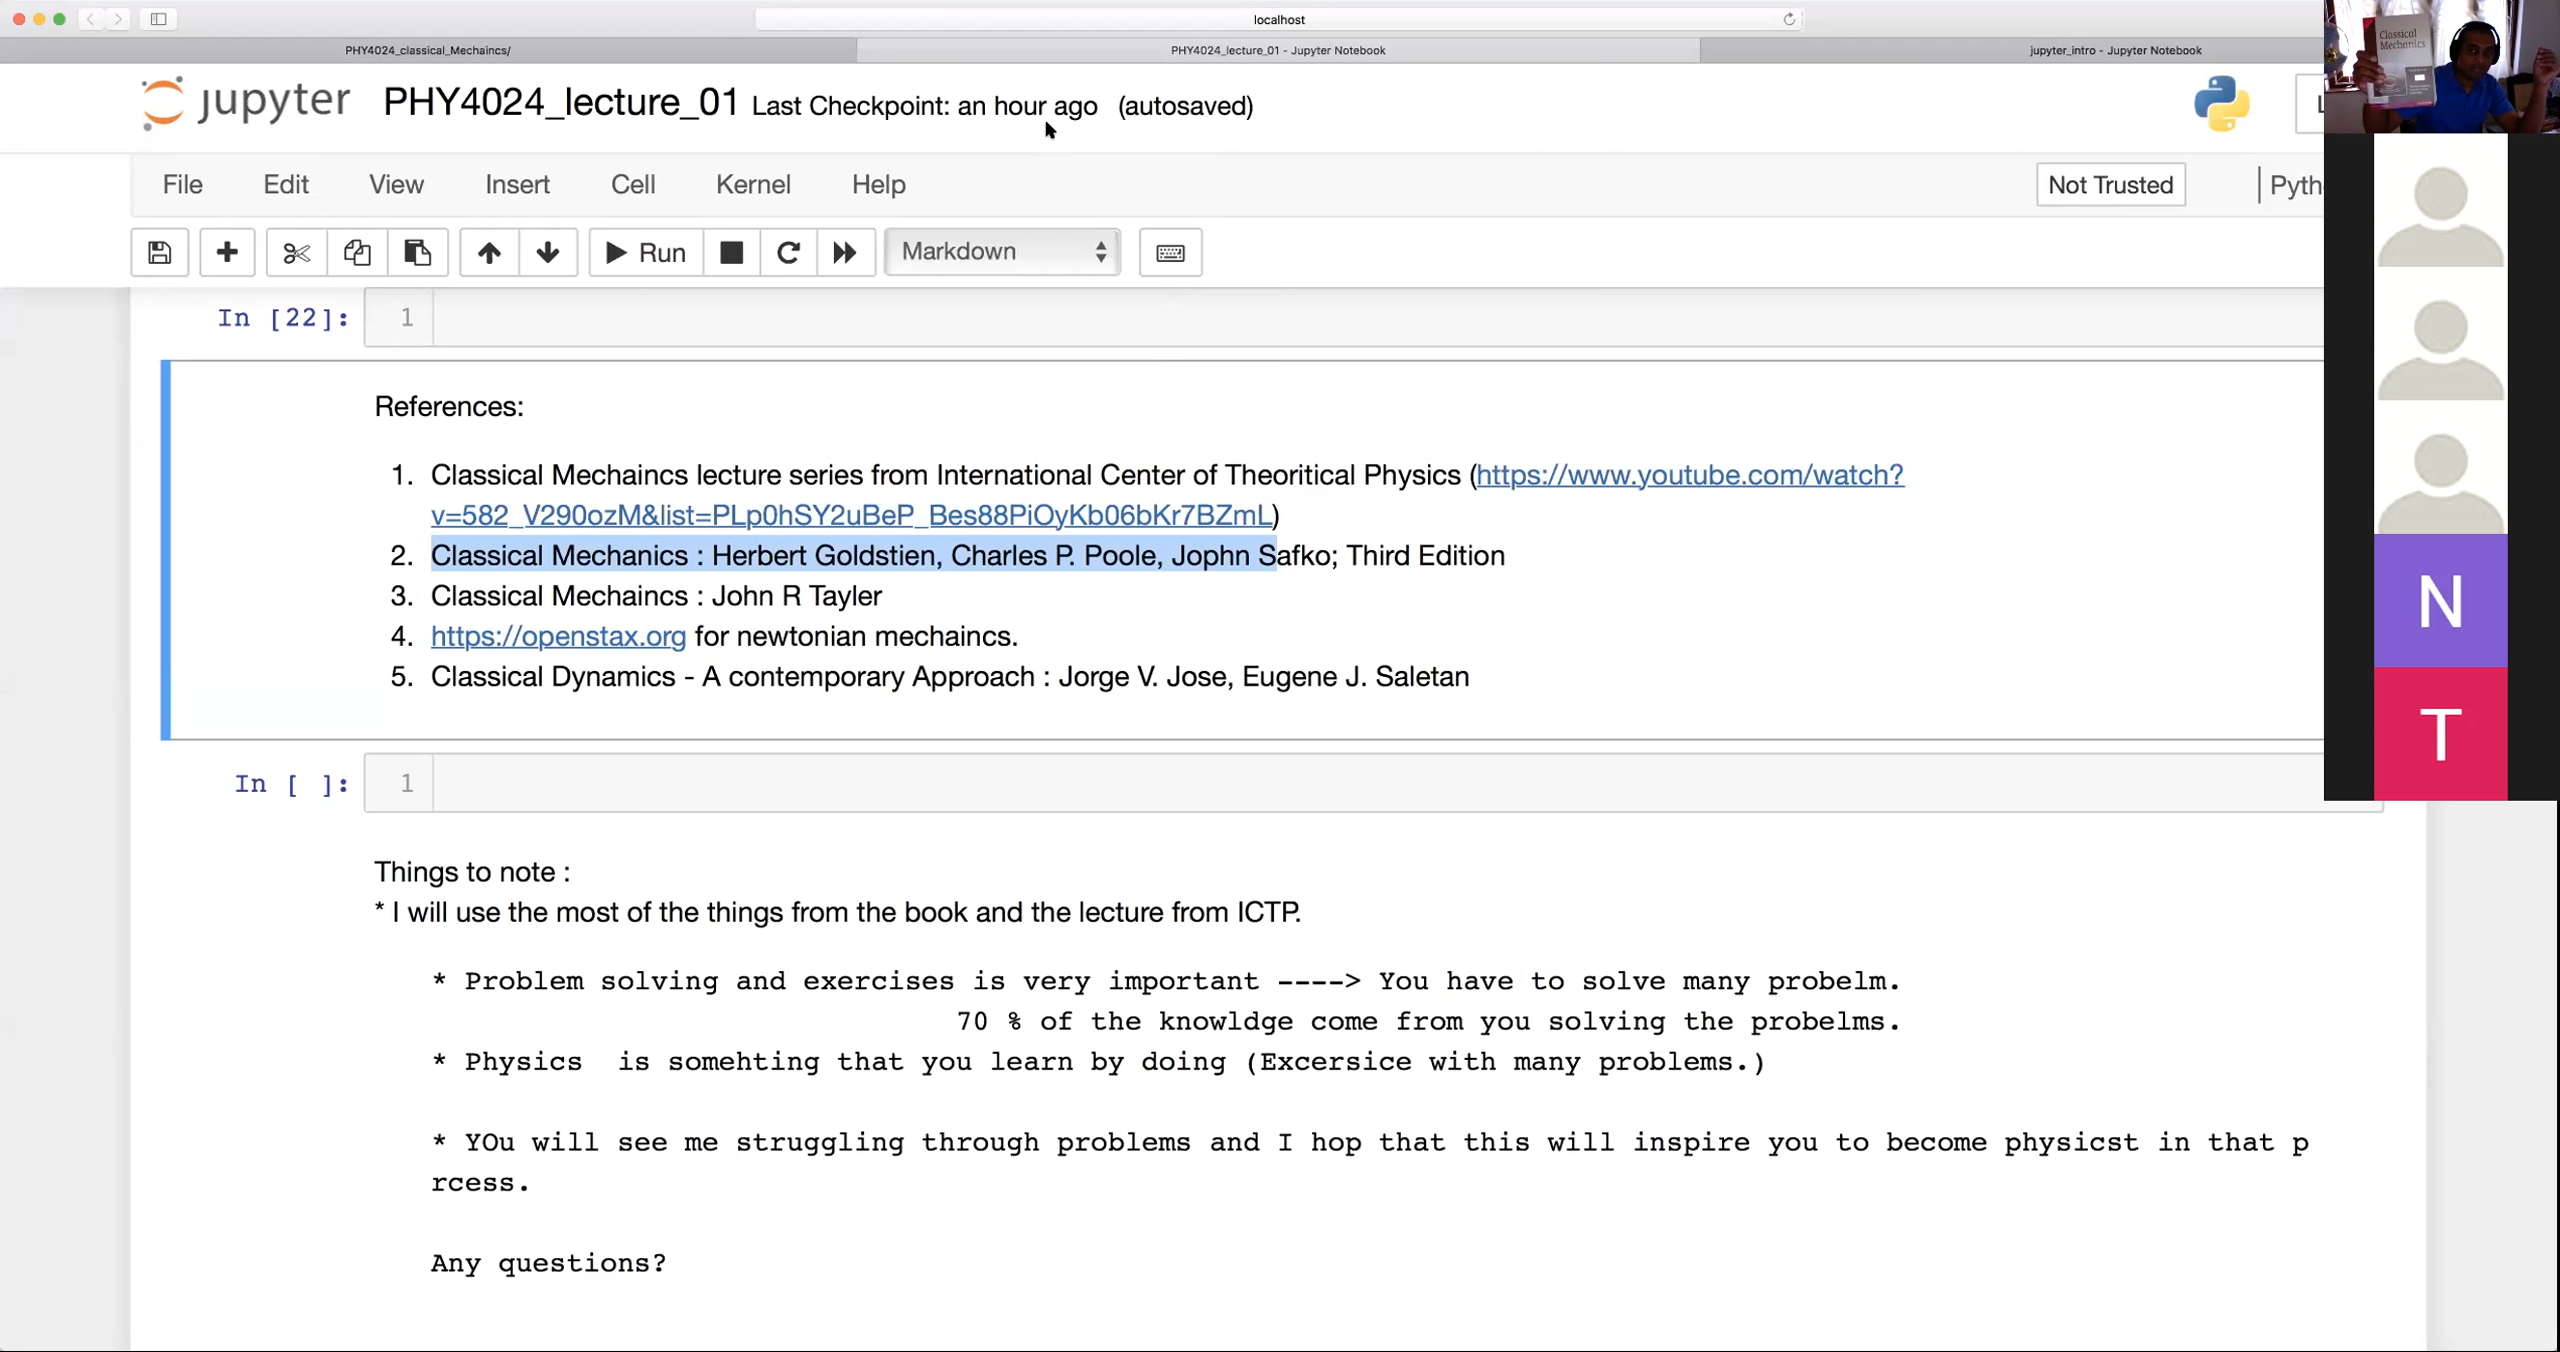 localhost
PHY4024_classical_Mechaincs/
PHY4024_lecture_01 - Jupyter Notebook
jupyter_intro - Jupyter Notebook
Classical
Mechanics
jupyter PHY4024_lecture_01 Last Checkpoint: an hour ago (autosaved)
File Edit View Insert Cell Kernel Help
Not Trusted
Pyth
Run
Markdown
In [22]: 1
References:
1. Classical Mechaincs lecture series from International Center of Theoritical Physics (https://www.youtube.com/watch?
v=582_V290ozM&list=PLp0hSY2uBeP_Bes88PiOyKb06bKr7BZmL)
2. Classical Mechanics : Herbert Goldstien, Charles P. Poole, Jophn Safko; Third Edition
3. Classical Mechaincs : John R Tayler
4. https://openstax.org for newtonian mechaincs.
5. Classical Dynamics - A contemporary Approach : Jorge V. Jose, Eugene J. Saletan
N
T
In [ ]: 1
Things to note :
* I will use the most of the things from the book and the lecture from ICTP.
* Problem solving and exercises is very important ----> You have to solve many probelm.
70 % of the knowldge come from you solving the probelms.
* Physics  is somehting that you learn by doing (Excersice with many problems.)
* YOu will see me struggling through problems and I hop that this will inspire you to become physicst in that p
rcess.
Any questions?